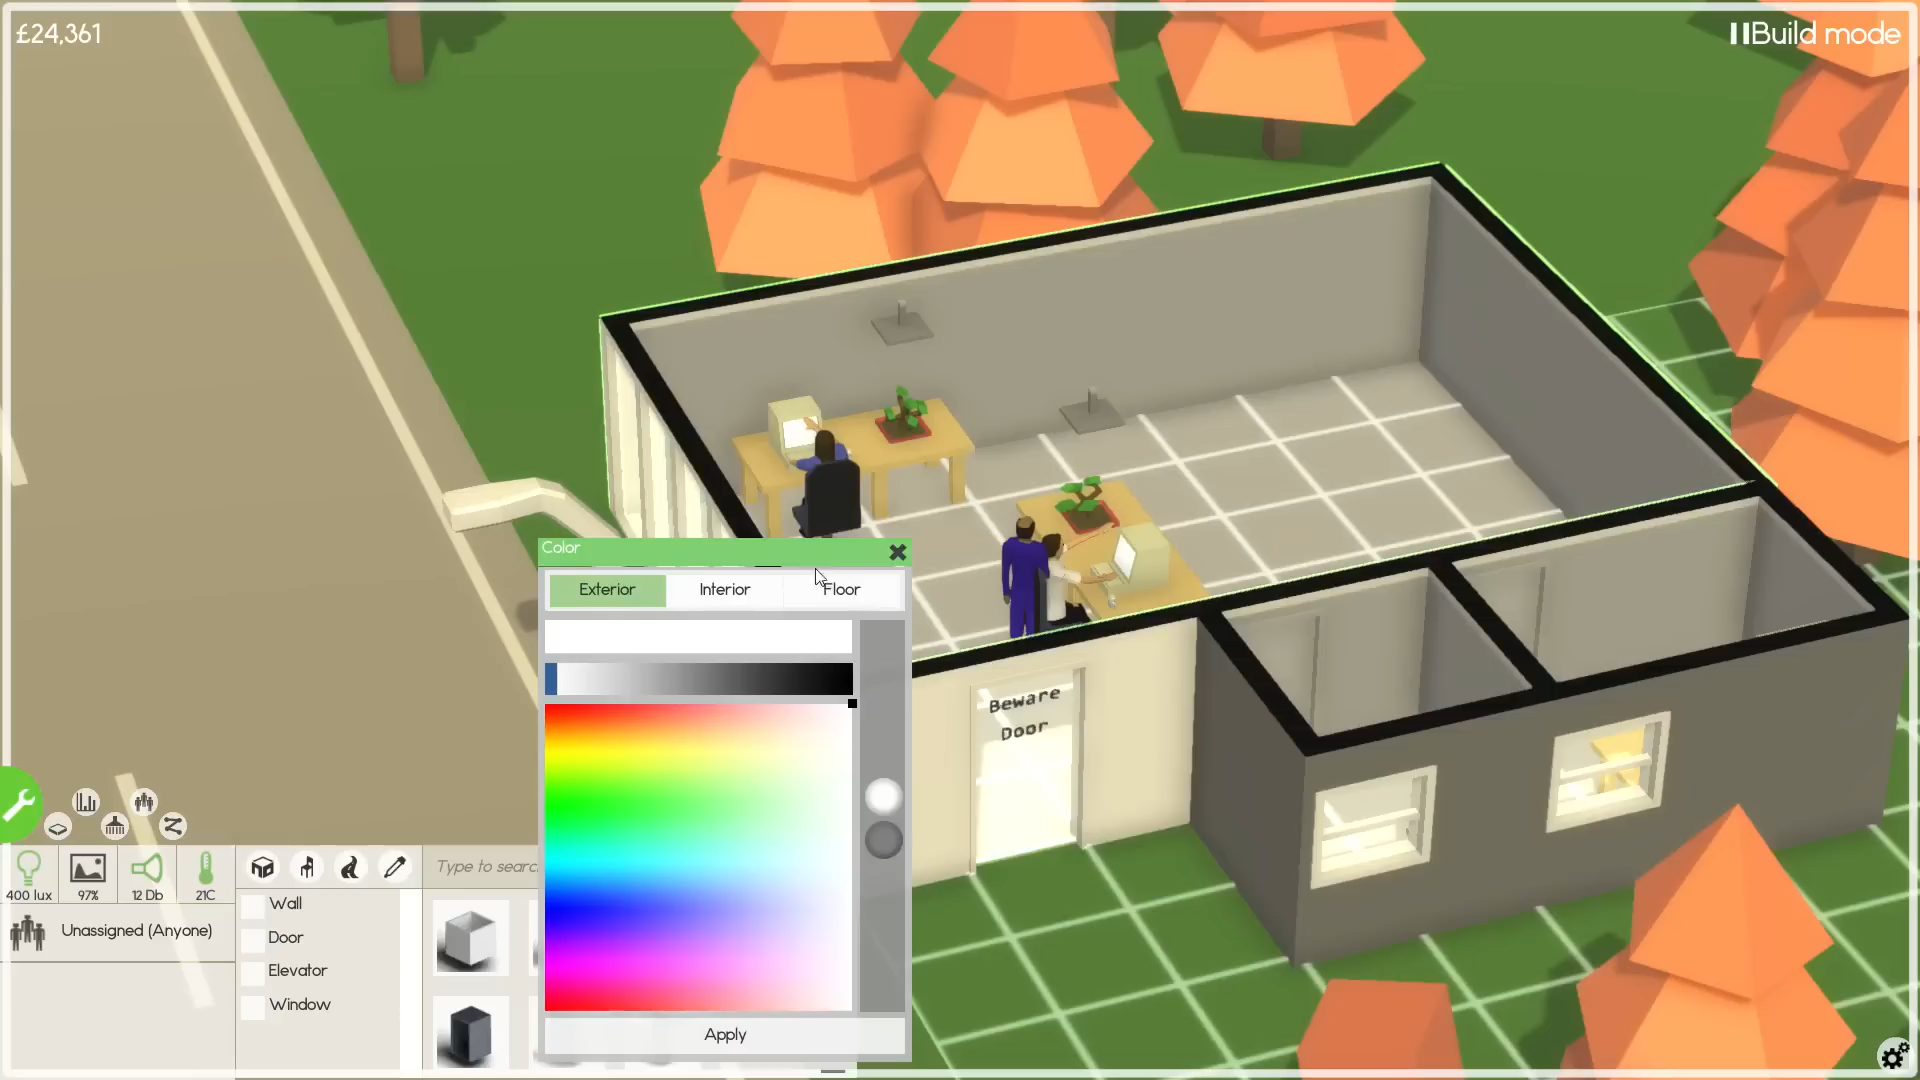 £24,361
Build mode
Color
Exterior
Interior
Floor
Beware
Door
Apply
400 lux
97%
12 Db
21C
Unassigned (Anyone)
Type to searc
Wall
Door
Elevator
Window